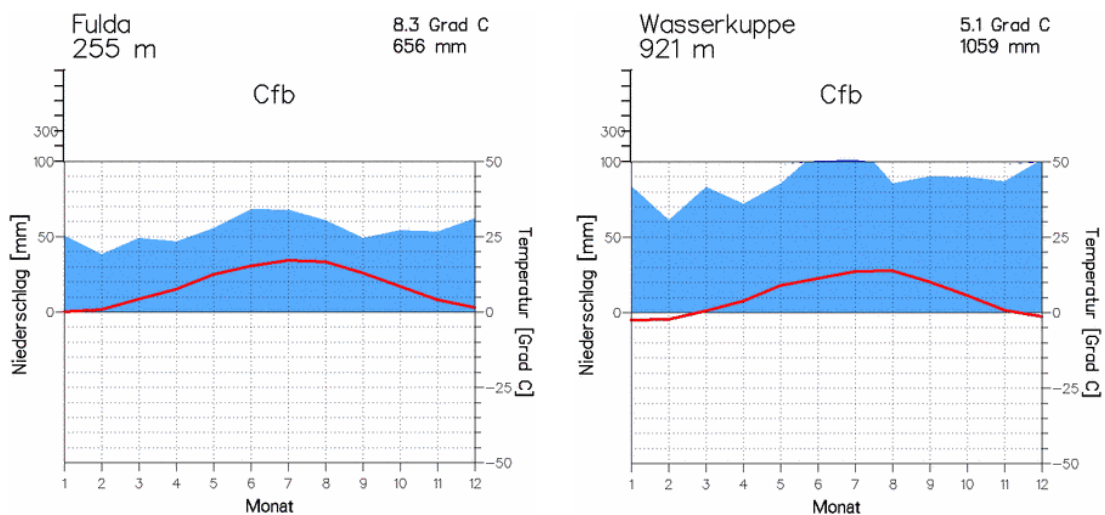 Fulda
255 m
8.3 Grad C
656 mm
Cfb
300
100
50
0
Niederschlag [mm]
50
25
0
-25
-50
Temperatur [Grad C]
1 2 3 4 5 6 7 8 9 10 11 12
Monat
Wasserkuppe
921 m
5.1 Grad C
1059 mm
Cfb
300
100
50
0
Niederschlag [mm]
50
25
0
-25
-50
Temperatur [Grad C]
1 2 3 4 5 6 7 8 9 10 11 12
Monat